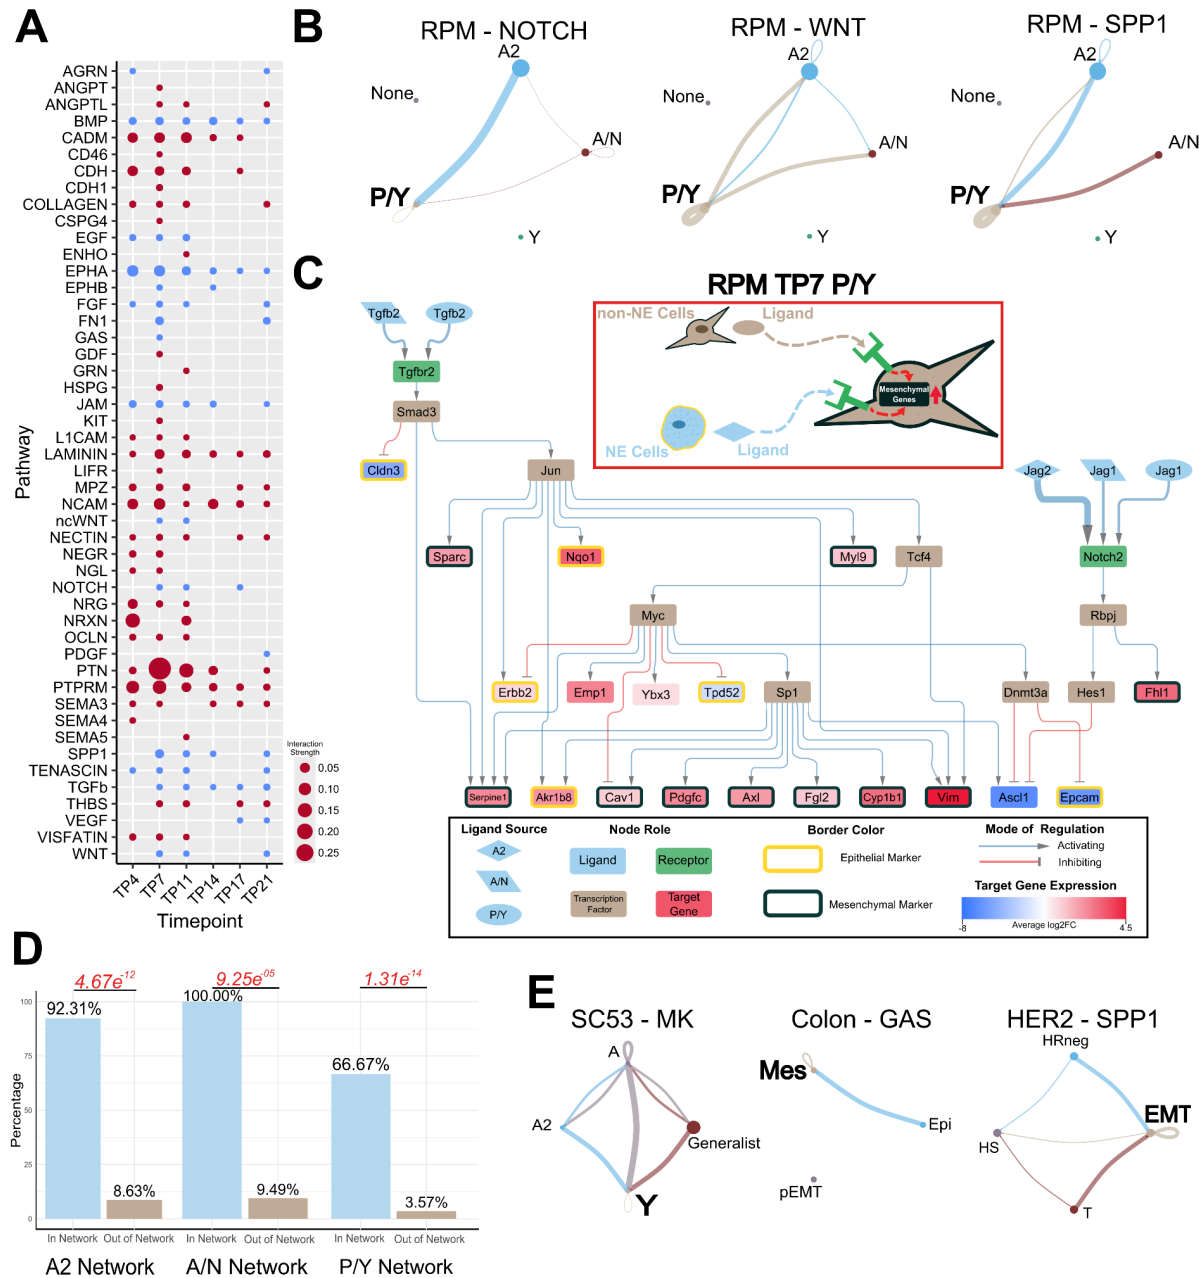 A
AGRN
ANGPT
ANGPTL
BMP
CADM
CD46
CDH
CDH1
COLLAGEN
CSPG4
EGF
ENHO
EPHA
EPHB
FGF
FN1
GAS
GDF
GRN
HSPG
JAM
KIT
L1CAM
LAMININ
LIFR
MPZ
NCAM
ncWNT
NECTIN
NEGR
NGL
NOTCH
NRG
NRXN
OCLN
PDGF
PTN
PTPRM
SEMA3
SEMA4
SEMA5
SPP1
TENASCIN
TGFb
THBS
VEGF
VISFATIN
WNT
Pathway
TP4
TP7
TP11
TP14
TP17
TP21
Timepoint
Interaction
Strength
0.05
0.10
0.15
0.20
0.25
B
RPM - NOTCH
A2
None
A/N
P/Y
Y
RPM - WNT
A2
None
A/N
P/Y
Y
RPM - SPP1
A2
None
A/N
P/Y
Y
C
RPM TP7 P/Y
non-NE Cells
Ligand
Mesenchymal
Genes
NE Cells
Ligand
Tgfb2
Tgfb2
Tgfbr2
Smad3
Cldn3
Jun
Jag2
Jag1
Jag1
Sparc
Nqo1
Myl9
Tcf4
Notch2
Myc
Rbpj
Erbb2
Emp1
Ybx3
Tpd52
Sp1
Dnmt3a
Hes1
Fhl1
Serpine1
Akr1b8
Cav1
Pdgfc
Axl
Fgl2
Cyp1b1
Vim
Ascl1
Epcam
Ligand Source
A2
A/N
P/Y
Node Role
Ligand
Receptor
Transcription
Factor
Target
Gene
Border Color
Epithelial Marker
Mesenchymal Marker
Mode of Regulation
Activating
Inhibiting
Target Gene Expression
-8
Average log2FC
4.5
D
4.67e-12
9.25e-05
1.31e-14
Percentage
100
75
50
25
0
92.31%
8.63%
100.00%
9.49%
66.67%
3.57%
In Network
Out of Network
In Network
Out of Network
In Network
Out of Network
A2 Network
A/N Network
P/Y Network
E
SC53 - MK
A
A2
Generalist
Y
Colon - GAS
Mes
Epi
pEMT
HER2 - SPP1
HRneg
EMT
HS
T